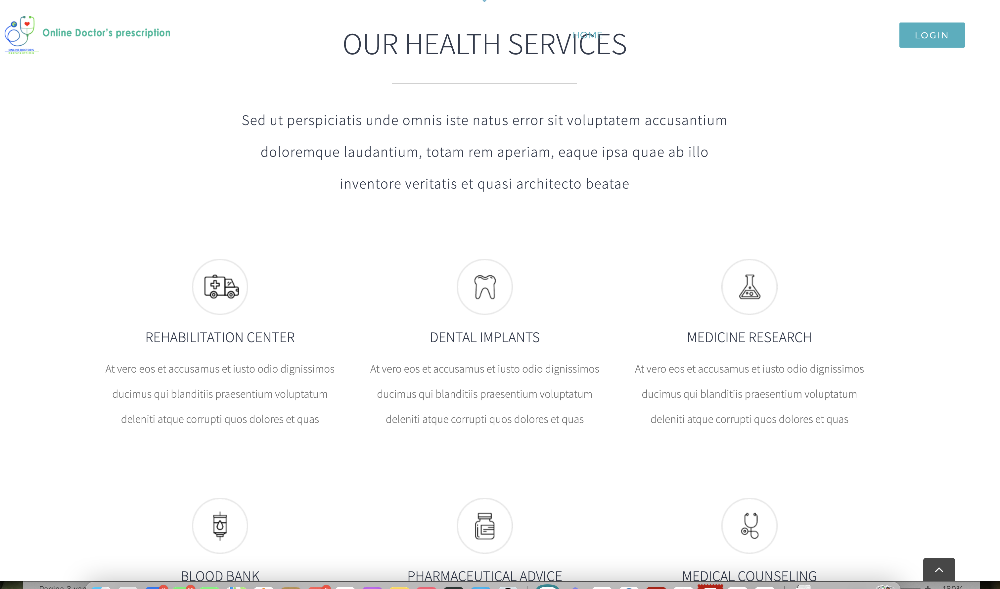 Online Doctor's prescription
ONLINE DOCTOR'S
PRESCRIPTION
HOME
LOGIN
OUR HEALTH SERVICES
Sed ut perspiciatis unde omnis iste natus error sit voluptatem accusantium
doloremque laudantium, totam rem aperiam, eaque ipsa quae ab illo
inventore veritatis et quasi architecto beatae
REHABILITATION CENTER
At vero eos et accusamus et iusto odio dignissimos
ducimus qui blanditiis praesentium voluptatum
deleniti atque corrupti quos dolores et quas
DENTAL IMPLANTS
At vero eos et accusamus et iusto odio dignissimos
ducimus qui blanditiis praesentium voluptatum
deleniti atque corrupti quos dolores et quas
MEDICINE RESEARCH
At vero eos et accusamus et iusto odio dignissimos
ducimus qui blanditiis praesentium voluptatum
deleniti atque corrupti quos dolores et quas
BLOOD BANK
PHARMACEUTICAL ADVICE
MEDICAL COUNSELING
Pagina 3 van
180%